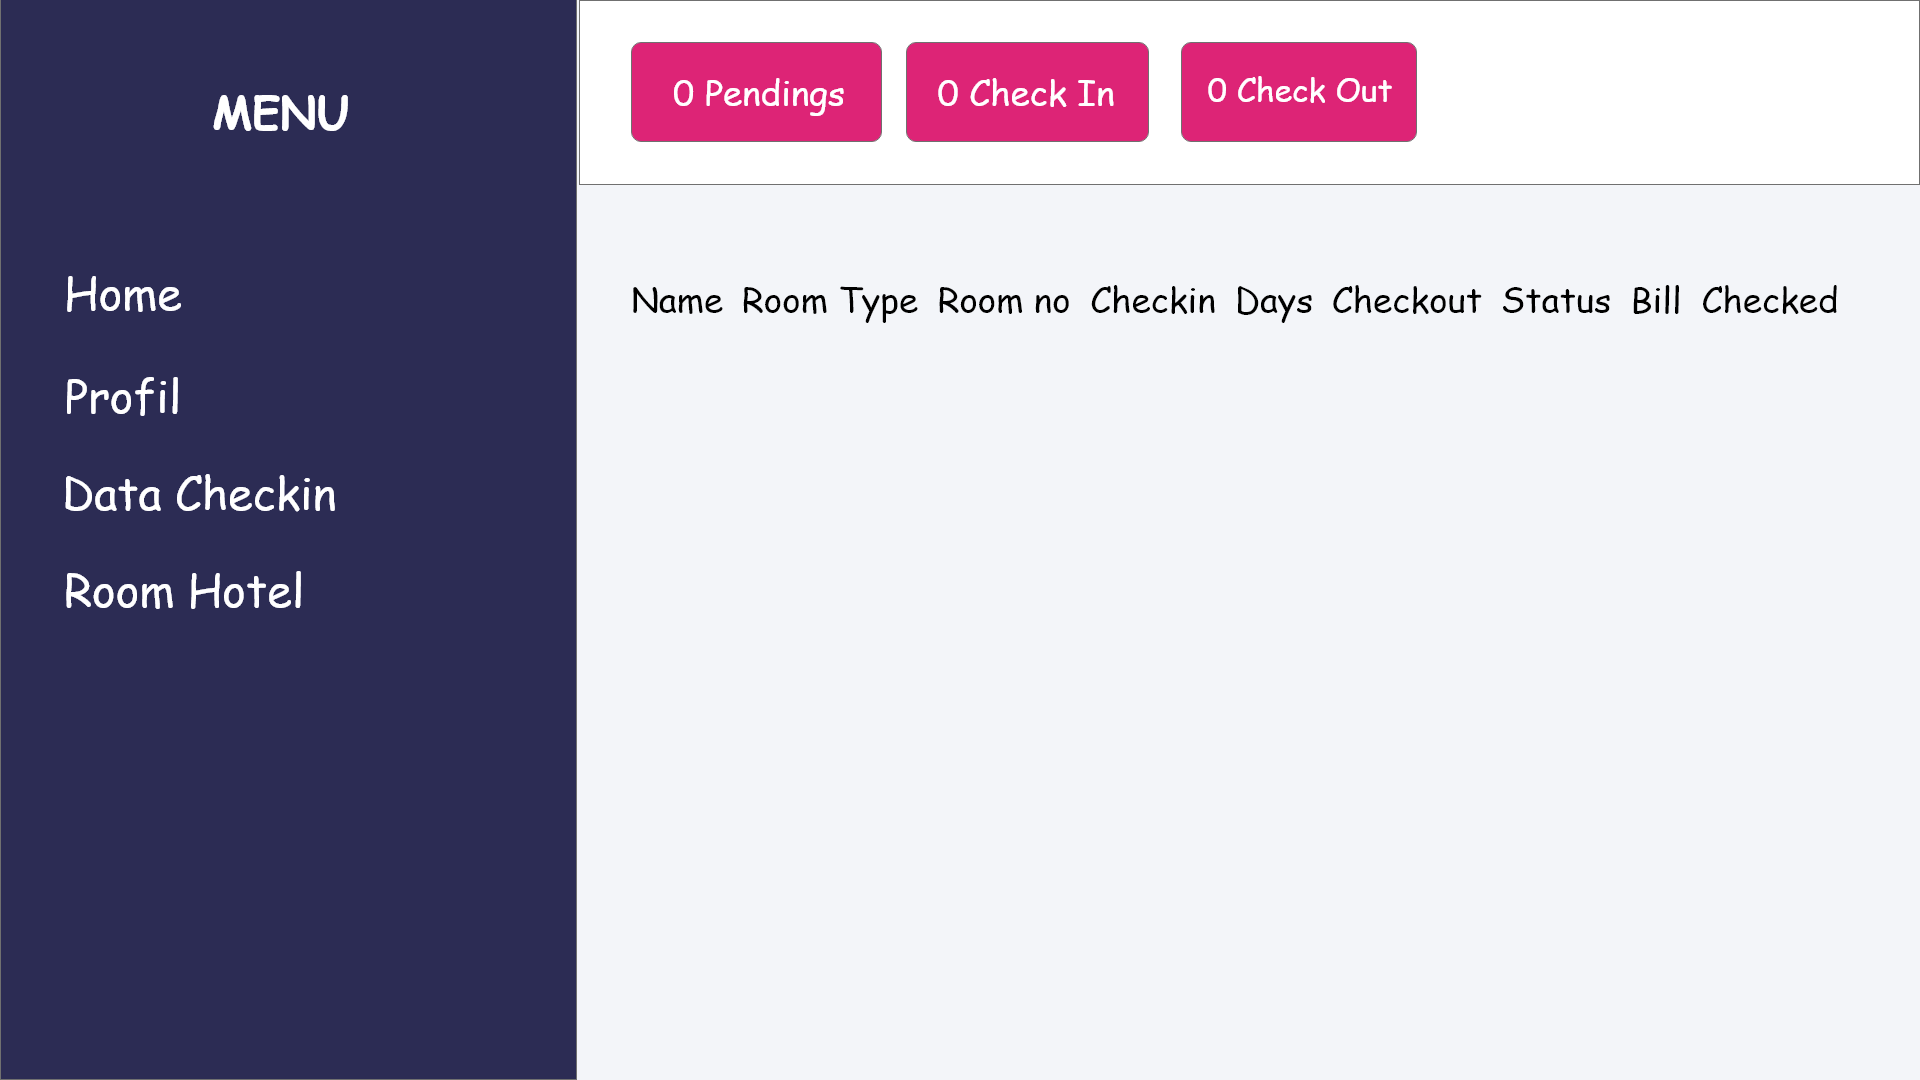 MENU
Home
Profil
Data Checkin
Room Hotel
0 Pendings
0 Check In
0 Check Out
Name Room Type Room no Checkin Days Checkout Status Bill Checked